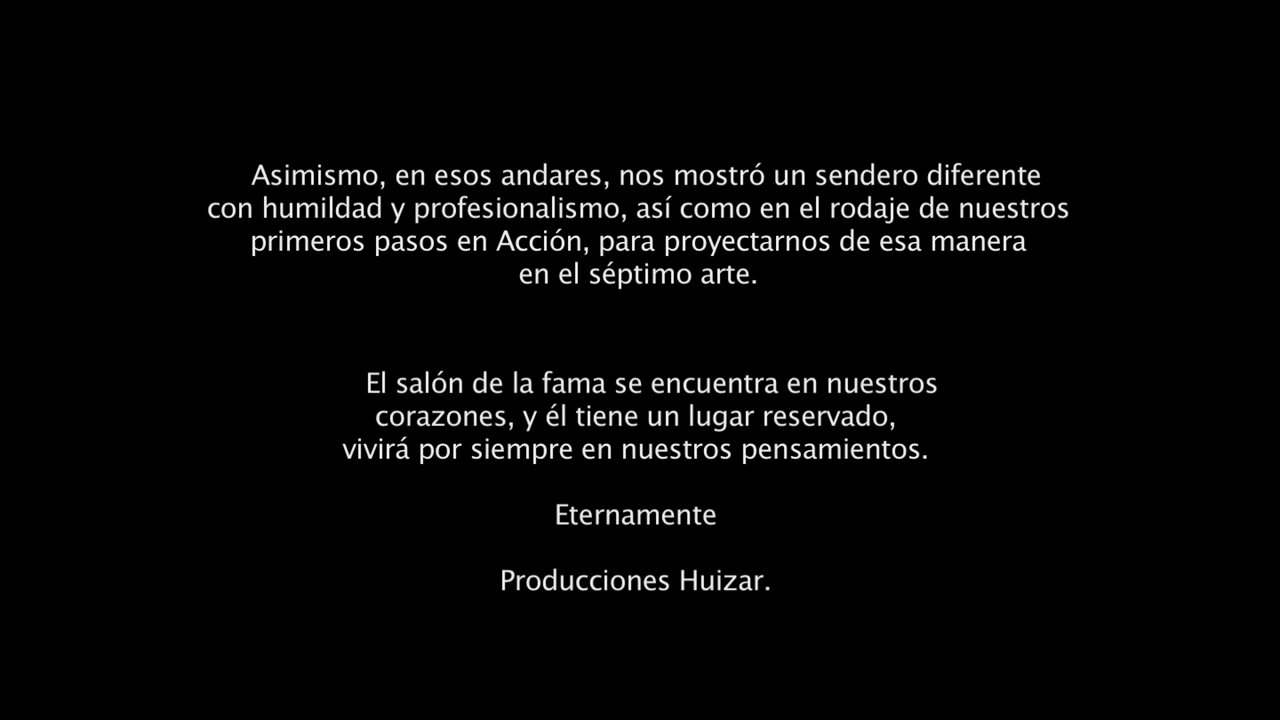 Asimismo, en esos andares, nos mostró un sendero diferente
con humildad y profesionalismo, así como en el rodaje de nuestros
primeros pasos en Acción, para proyectarnos de esa manera
en el séptimo arte.
El salón de la fama se encuentra en nuestros
corazones, y él tiene un lugar reservado,
vivirá por siempre en nuestros pensamientos.
Eternamente
Producciones Huizar.